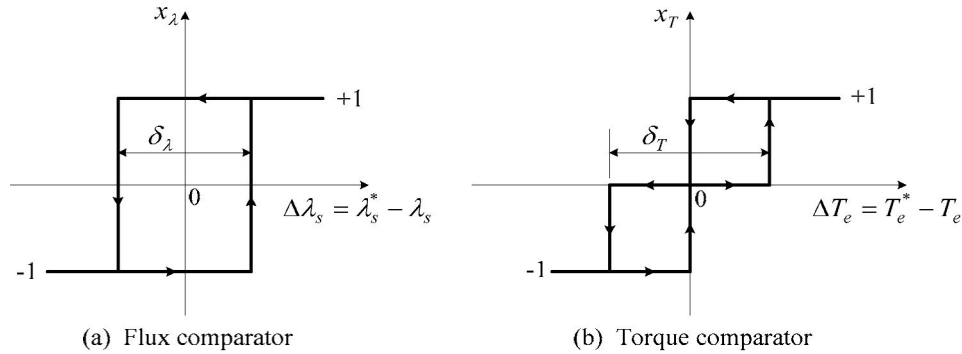 x_λ
+1
δ_λ
0
Δλ_s = λ_s^* − λ_s
-1
(a) Flux comparator
x_T
+1
δ_T
0
ΔT_e = T_e^* − T_e
-1
(b) Torque comparator